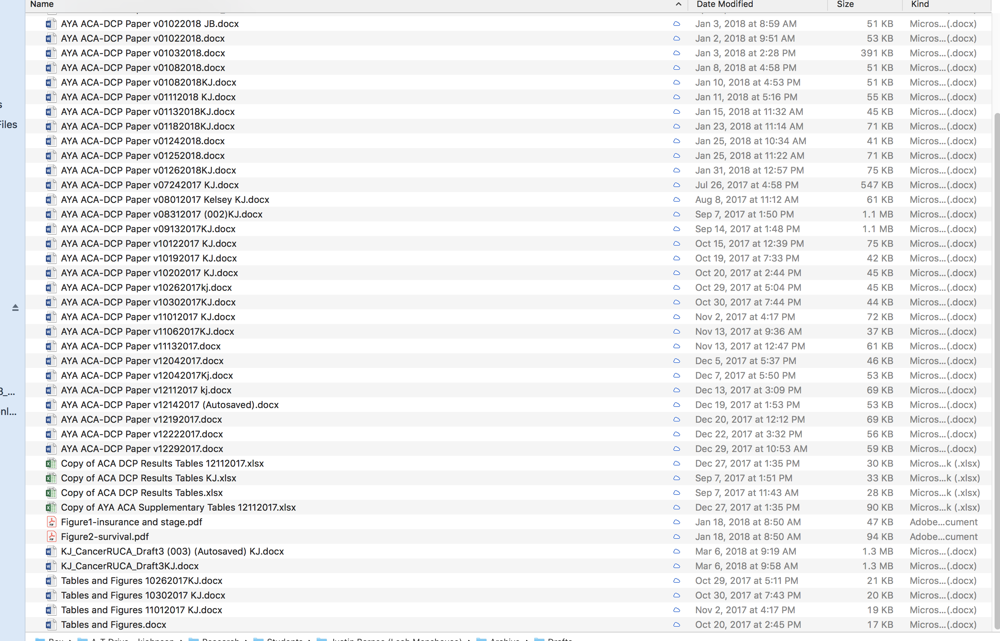 Name Date Modified Size Kind
AYA ACA-DCP Paper v01022018 JB.docx Jan 3, 2018 at 8:59 AM 51 KB Micros...(.docx)
AYA ACA-DCP Paper v01022018.docx Jan 2, 2018 at 9:51 AM 53 KB Micros...(.docx)
AYA ACA-DCP Paper v01032018.docx Jan 3, 2018 at 2:28 PM 391 KB Micros...(.docx)
AYA ACA-DCP Paper v01082018.docx Jan 8, 2018 at 4:58 PM 51 KB Micros...(.docx)
AYA ACA-DCP Paper v01082018KJ.docx Jan 10, 2018 at 4:53 PM 51 KB Micros...(.docx)
AYA ACA-DCP Paper v01112018 KJ.docx Jan 11, 2018 at 5:16 PM 55 KB Micros...(.docx)
s
AYA ACA-DCP Paper v01132018KJ.docx Jan 15, 2018 at 11:32 AM 45 KB Micros...(.docx)
Files
AYA ACA-DCP Paper v01182018KJ.docx Jan 23, 2018 at 11:14 AM 71 KB Micros...(.docx)
AYA ACA-DCP Paper v01242018.docx Jan 25, 2018 at 10:34 AM 41 KB Micros...(.docx)
AYA ACA-DCP Paper v01252018.docx Jan 25, 2018 at 11:22 AM 71 KB Micros...(.docx)
AYA ACA-DCP Paper v01262018KJ.docx Jan 31, 2018 at 12:57 PM 75 KB Micros...(.docx)
AYA ACA-DCP Paper v07242017 KJ.docx Jul 26, 2017 at 4:58 PM 547 KB Micros...(.docx)
AYA ACA-DCP Paper v08012017 Kelsey KJ.docx Aug 8, 2017 at 11:12 AM 61 KB Micros...(.docx)
AYA ACA-DCP Paper v08312017 (002)KJ.docx Sep 7, 2017 at 1:50 PM 1.1 MB Micros...(.docx)
AYA ACA-DCP Paper v09132017KJ.docx Sep 14, 2017 at 1:48 PM 1.1 MB Micros...(.docx)
AYA ACA-DCP Paper v10122017 KJ.docx Oct 15, 2017 at 12:39 PM 75 KB Micros...(.docx)
AYA ACA-DCP Paper v10192017 KJ.docx Oct 19, 2017 at 7:33 PM 42 KB Micros...(.docx)
AYA ACA-DCP Paper v10202017 KJ.docx Oct 20, 2017 at 2:44 PM 45 KB Micros...(.docx)
AYA ACA-DCP Paper v10262017kj.docx Oct 29, 2017 at 5:04 PM 45 KB Micros...(.docx)
AYA ACA-DCP Paper v10302017KJ.docx Oct 30, 2017 at 7:44 PM 44 KB Micros...(.docx)
AYA ACA-DCP Paper v11012017 KJ.docx Nov 2, 2017 at 4:17 PM 72 KB Micros...(.docx)
AYA ACA-DCP Paper v11062017KJ.docx Nov 13, 2017 at 9:36 AM 37 KB Micros...(.docx)
AYA ACA-DCP Paper v11132017.docx Nov 13, 2017 at 12:47 PM 61 KB Micros...(.docx)
AYA ACA-DCP Paper v12042017.docx Dec 5, 2017 at 5:37 PM 46 KB Micros...(.docx)
AYA ACA-DCP Paper v12042017Kj.docx Dec 7, 2017 at 5:50 PM 53 KB Micros...(.docx)
3_...
AYA ACA-DCP Paper v12112017 kj.docx Dec 13, 2017 at 3:09 PM 69 KB Micros...(.docx)
AYA ACA-DCP Paper v12142017 (Autosaved).docx Dec 19, 2017 at 1:53 PM 53 KB Micros...(.docx)
nl...
AYA ACA-DCP Paper v12192017.docx Dec 20, 2017 at 12:12 PM 69 KB Micros...(.docx)
AYA ACA-DCP Paper v12222017.docx Dec 22, 2017 at 3:32 PM 56 KB Micros...(.docx)
AYA ACA-DCP Paper v12292017.docx Dec 29, 2017 at 10:53 AM 59 KB Micros...(.docx)
Copy of ACA DCP Results Tables 12112017.xlsx Dec 27, 2017 at 1:35 PM 30 KB Micros...k (.xlsx)
Copy of ACA DCP Results Tables KJ.xlsx Sep 7, 2017 at 1:51 PM 33 KB Micros...k (.xlsx)
Copy of ACA DCP Results Tables.xlsx Sep 7, 2017 at 11:43 AM 28 KB Micros...k (.xlsx)
Copy of AYA ACA Supplementary Tables 12112017.xlsx Dec 27, 2017 at 1:35 PM 90 KB Micros...k (.xlsx)
Figure1-insurance and stage.pdf Jan 18, 2018 at 8:50 AM 47 KB Adobe...cument
Figure2-survival.pdf Jan 18, 2018 at 8:50 AM 94 KB Adobe...cument
KJ_CancerRUCA_Draft3 (003) (Autosaved) KJ.docx Mar 6, 2018 at 9:19 AM 1.3 MB Micros...(.docx)
KJ_CancerRUCA_Draft3KJ.docx Mar 6, 2018 at 9:58 AM 1.3 MB Micros...(.docx)
Tables and Figures 10262017KJ.docx Oct 29, 2017 at 5:11 PM 21 KB Micros...(.docx)
Tables and Figures 10302017 KJ.docx Oct 30, 2017 at 7:43 PM 20 KB Micros...(.docx)
Tables and Figures 11012017 KJ.docx Nov 2, 2017 at 4:17 PM 19 KB Micros...(.docx)
Tables and Figures.docx Oct 20, 2017 at 2:45 PM 17 KB Micros...(.docx)
Research Students Archive Drafts